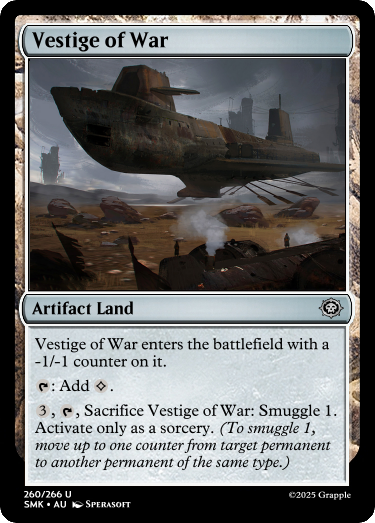 Vestige of War
Artifact Land
Vestige of War enters the battlefield with a
-1/-1 counter on it.
: Add .
3, , Sacrifice Vestige of War: Smuggle 1.
Activate only as a sorcery. (To smuggle 1,
move up to one counter from target permanent
to another permanent of the same type.)
260/266 U
SMK • AU Sperasoft
©2025 Grapple